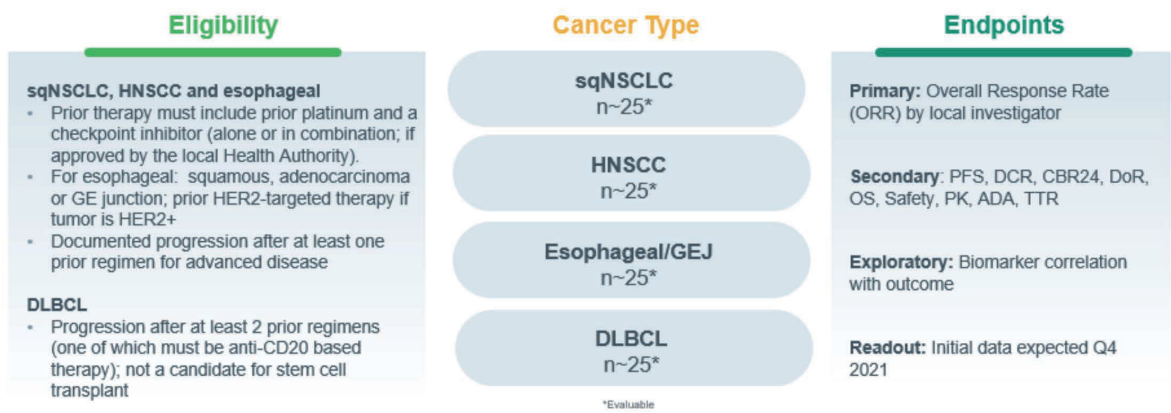 Eligibility
sqNSCLC, HNSCC and esophageal
• Prior therapy must include prior platinum and a
checkpoint inhibitor (alone or in combination; if
approved by the local Health Authority).
• For esophageal: squamous, adenocarcinoma
or GE junction; prior HER2-targeted therapy if
tumor is HER2+
• Documented progression after at least one
prior regimen for advanced disease
DLBCL
• Progression after at least 2 prior regimens
(one of which must be anti-CD20 based
therapy); not a candidate for stem cell
transplant
Cancer Type
sqNSCLC
n~25*
HNSCC
n~25*
Esophageal/GEJ
n~25*
DLBCL
n~25*
*Evaluable
Endpoints
Primary: Overall Response Rate
(ORR) by local investigator
Secondary: PFS, DCR, CBR24, DoR,
OS, Safety, PK, ADA, TTR
Exploratory: Biomarker correlation
with outcome
Readout: Initial data expected Q4
2021